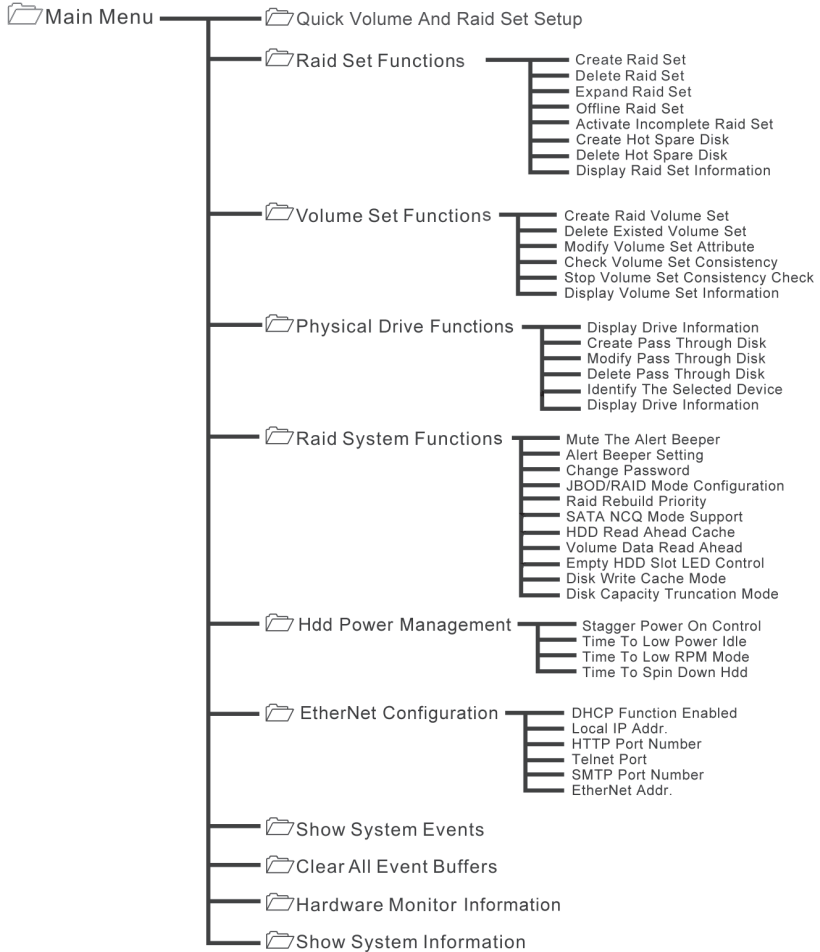 Main Menu
Quick Volume And Raid Set Setup
Raid Set Functions
Create Raid Set
Delete Raid Set
Expand Raid Set
Offline Raid Set
Activate Incomplete Raid Set
Create Hot Spare Disk
Delete Hot Spare Disk
Display Raid Set Information
Volume Set Functions
Create Raid Volume Set
Delete Existed Volume Set
Modify Volume Set Attribute
Check Volume Set Consistency
Stop Volume Set Consistency Check
Display Volume Set Information
Physical Drive Functions
Display Drive Information
Create Pass Through Disk
Modify Pass Through Disk
Delete Pass Through Disk
Identify The Selected Device
Display Drive Information
Raid System Functions
Mute The Alert Beeper
Alert Beeper Setting
Change Password
JBOD/RAID Mode Configuration
Raid Rebuild Priority
SATA NCQ Mode Support
HDD Read Ahead Cache
Volume Data Read Ahead
Empty HDD Slot LED Control
Disk Write Cache Mode
Disk Capacity Truncation Mode
Hdd Power Management
Stagger Power On Control
Time To Low Power Idle
Time To Low RPM Mode
Time To Spin Down Hdd
EtherNet Configuration
DHCP Function Enabled
Local IP Addr.
HTTP Port Number
Telnet Port
SMTP Port Number
EtherNet Addr.
Show System Events
Clear All Event Buffers
Hardware Monitor Information
Show System Information